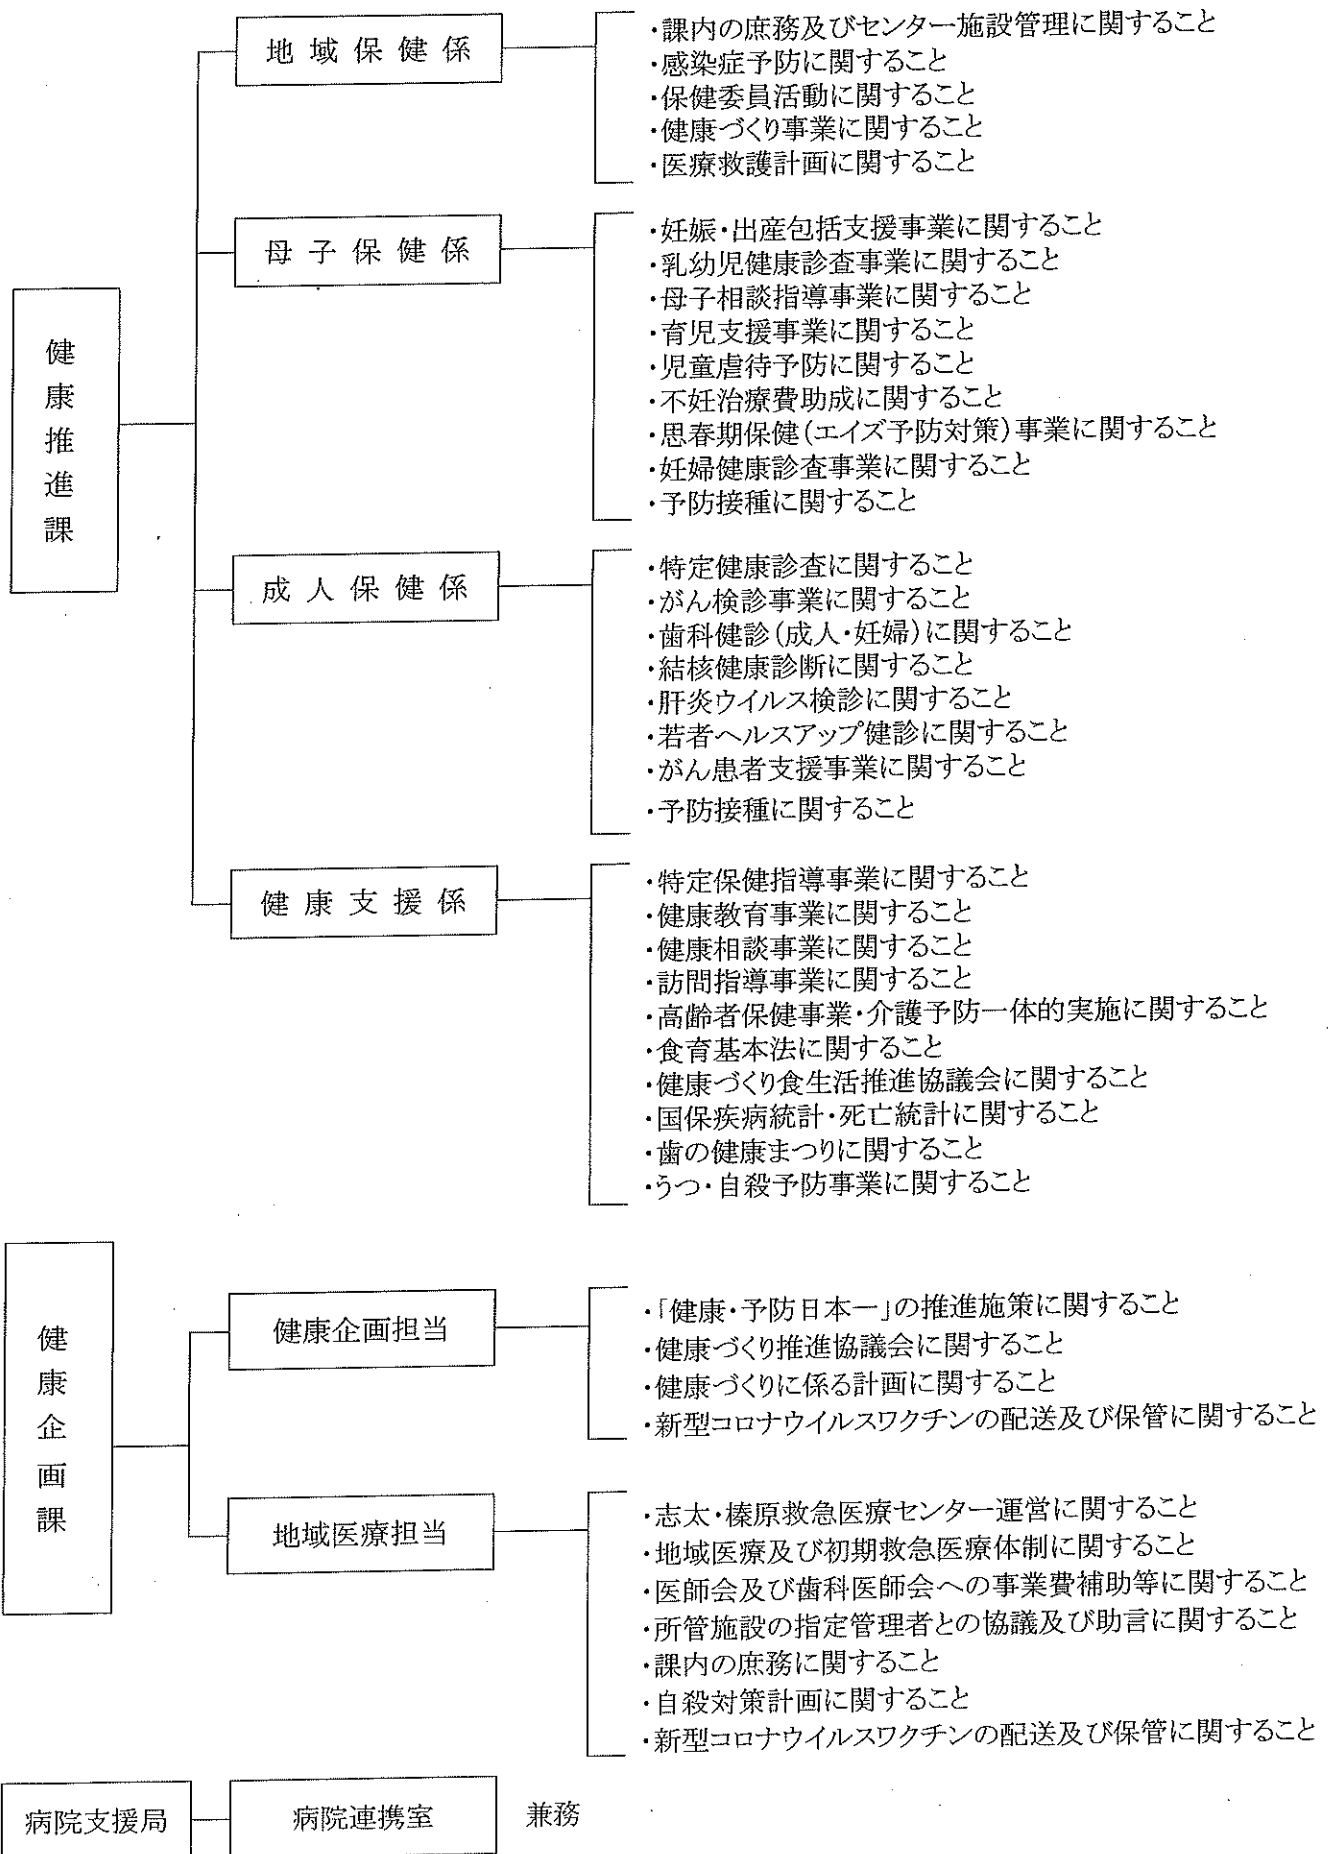 健康推進課
地域保健係
・課内の庶務及びセンター施設管理に関すること
・感染症予防に関すること
・保健委員活動に関すること
・健康づくり事業に関すること
・医療救護計画に関すること
母子保健係
・妊娠・出産包括支援事業に関すること
・乳幼児健康診査事業に関すること
・母子相談指導事業に関すること
・育児支援事業に関すること
・児童虐待予防に関すること
・不妊治療費助成に関すること
・思春期保健(エイズ予防対策)事業に関すること
・妊婦健康診査事業に関すること
・予防接種に関すること
成人保健係
・特定健康診査に関すること
・がん検診事業に関すること
・歯科健診(成人・妊婦)に関すること
・結核健康診断に関すること
・肝炎ウイルス検診に関すること
・若者ヘルスアップ健診に関すること
・がん患者支援事業に関すること
・予防接種に関すること
健康支援係
・特定保健指導事業に関すること
・健康教育事業に関すること
・健康相談事業に関すること
・訪問指導事業に関すること
・高齢者保健事業・介護予防一体的実施に関すること
・食育基本法に関すること
・健康づくり食生活推進協議会に関すること
・国保疾病統計・死亡統計に関すること
・歯の健康まつりに関すること
・うつ・自殺予防事業に関すること
健康企画課
健康企画担当
・「健康・予防日本一」の推進施策に関すること
・健康づくり推進協議会に関すること
・健康づくりに係る計画に関すること
・新型コロナウイルスワクチンの配送及び保管に関すること
地域医療担当
・志太・榛原救急医療センター運営に関すること
・地域医療及び初期救急医療体制に関すること
・医師会及び歯科医師会への事業費補助等に関すること
・所管施設の指定管理者との協議及び助言に関すること
・課内の庶務に関すること
・自殺対策計画に関すること
・新型コロナウイルスワクチンの配送及び保管に関すること
病院支援局
病院連携室
兼務